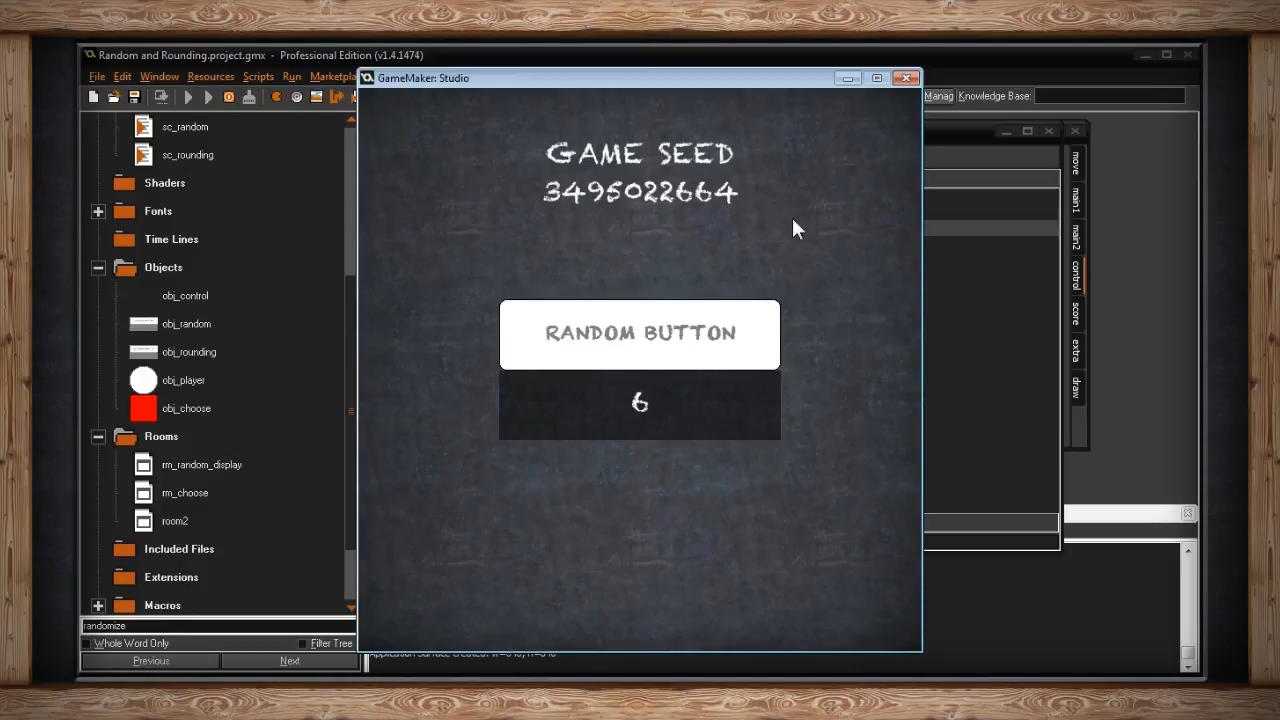 Random and Rounding.project.gmx - Professional Edition (v1.4.1474)
File Edit Window Resources Scripts Run Marketpla
Manag Knowledge Base:
GameMaker: Studio
sc_random
sc_rounding
Shaders
Fonts
Time Lines
Objects
obj_control
obj_random
obj_rounding
obj_player
obj_choose
Rooms
rm_random_display
rm_choose
room2
Included Files
Extensions
Macros
randomize
Whole Word Only Filter Tree
Previous Next
GAME SEED
3495022664
RANDOM BUTTON
6
move
main1
main2
control
score
extra
draw